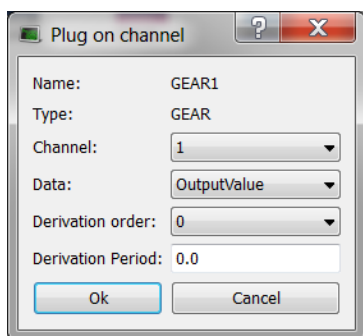 Plug on channel
Name: GEAR1
Type: GEAR
Channel: 1
Data: OutputValue
Derivation order: 0
Derivation Period: 0.0
Ok Cancel